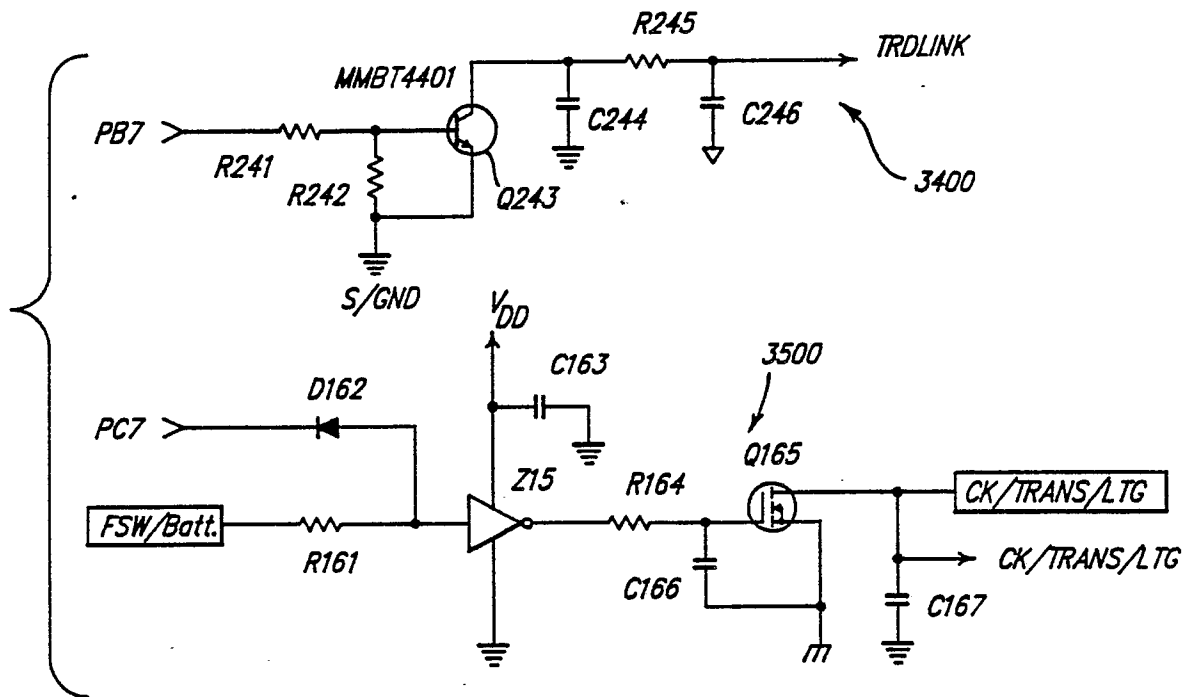 R245
TRDLINK
MMBT4401
PB7
C244
C246
R241
R242
Q243
3400
S/GND
VDD
C163
3500
D162
PC7
Q165
Z15
R164
CK/TRANS/LTG
FSW/Batt.
R161
C166
CK/TRANS/LTG
C167